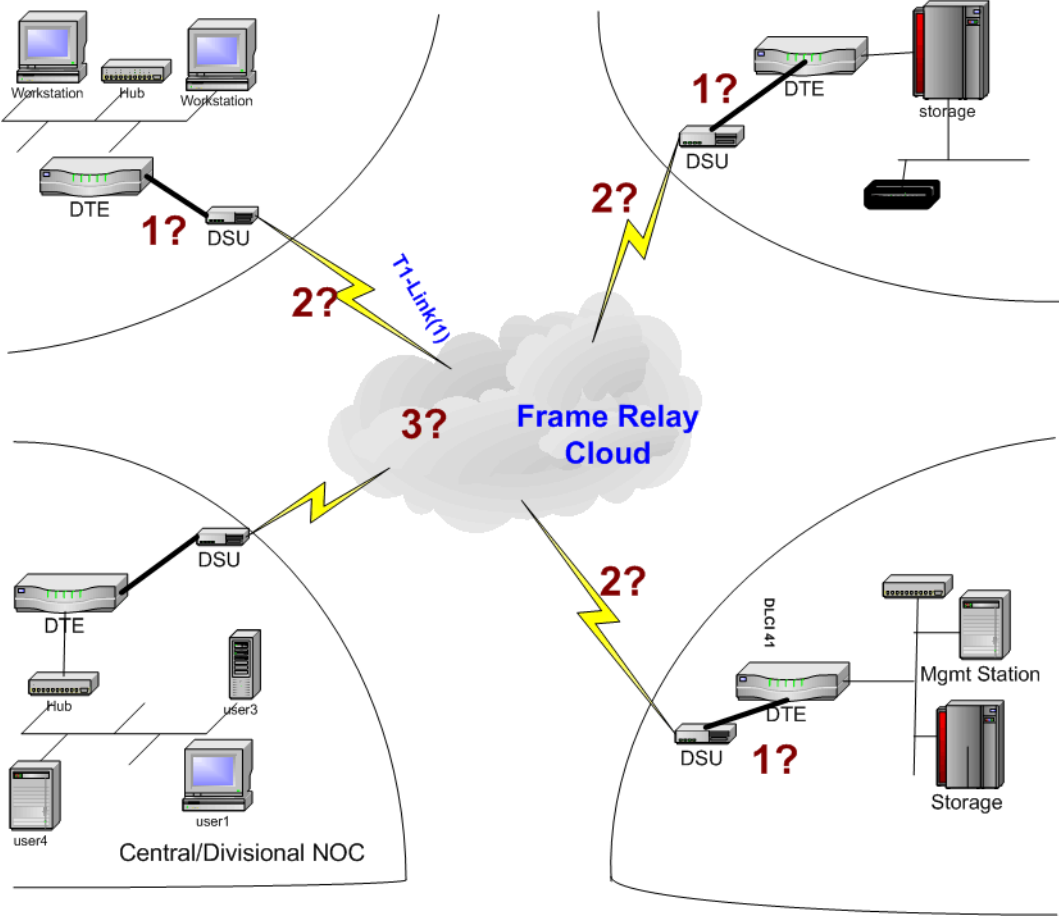 Workstation
Hub
Workstation
DTE
1?
DSU
2?
T1-Link(1)
DTE
1?
storage
DSU
2?
3?
Frame Relay
Cloud
DSU
DTE
Hub
user3
user4
user1
Central/Divisional NOC
2?
DLCI 41
Mgmt Station
DTE
DSU
1?
Storage